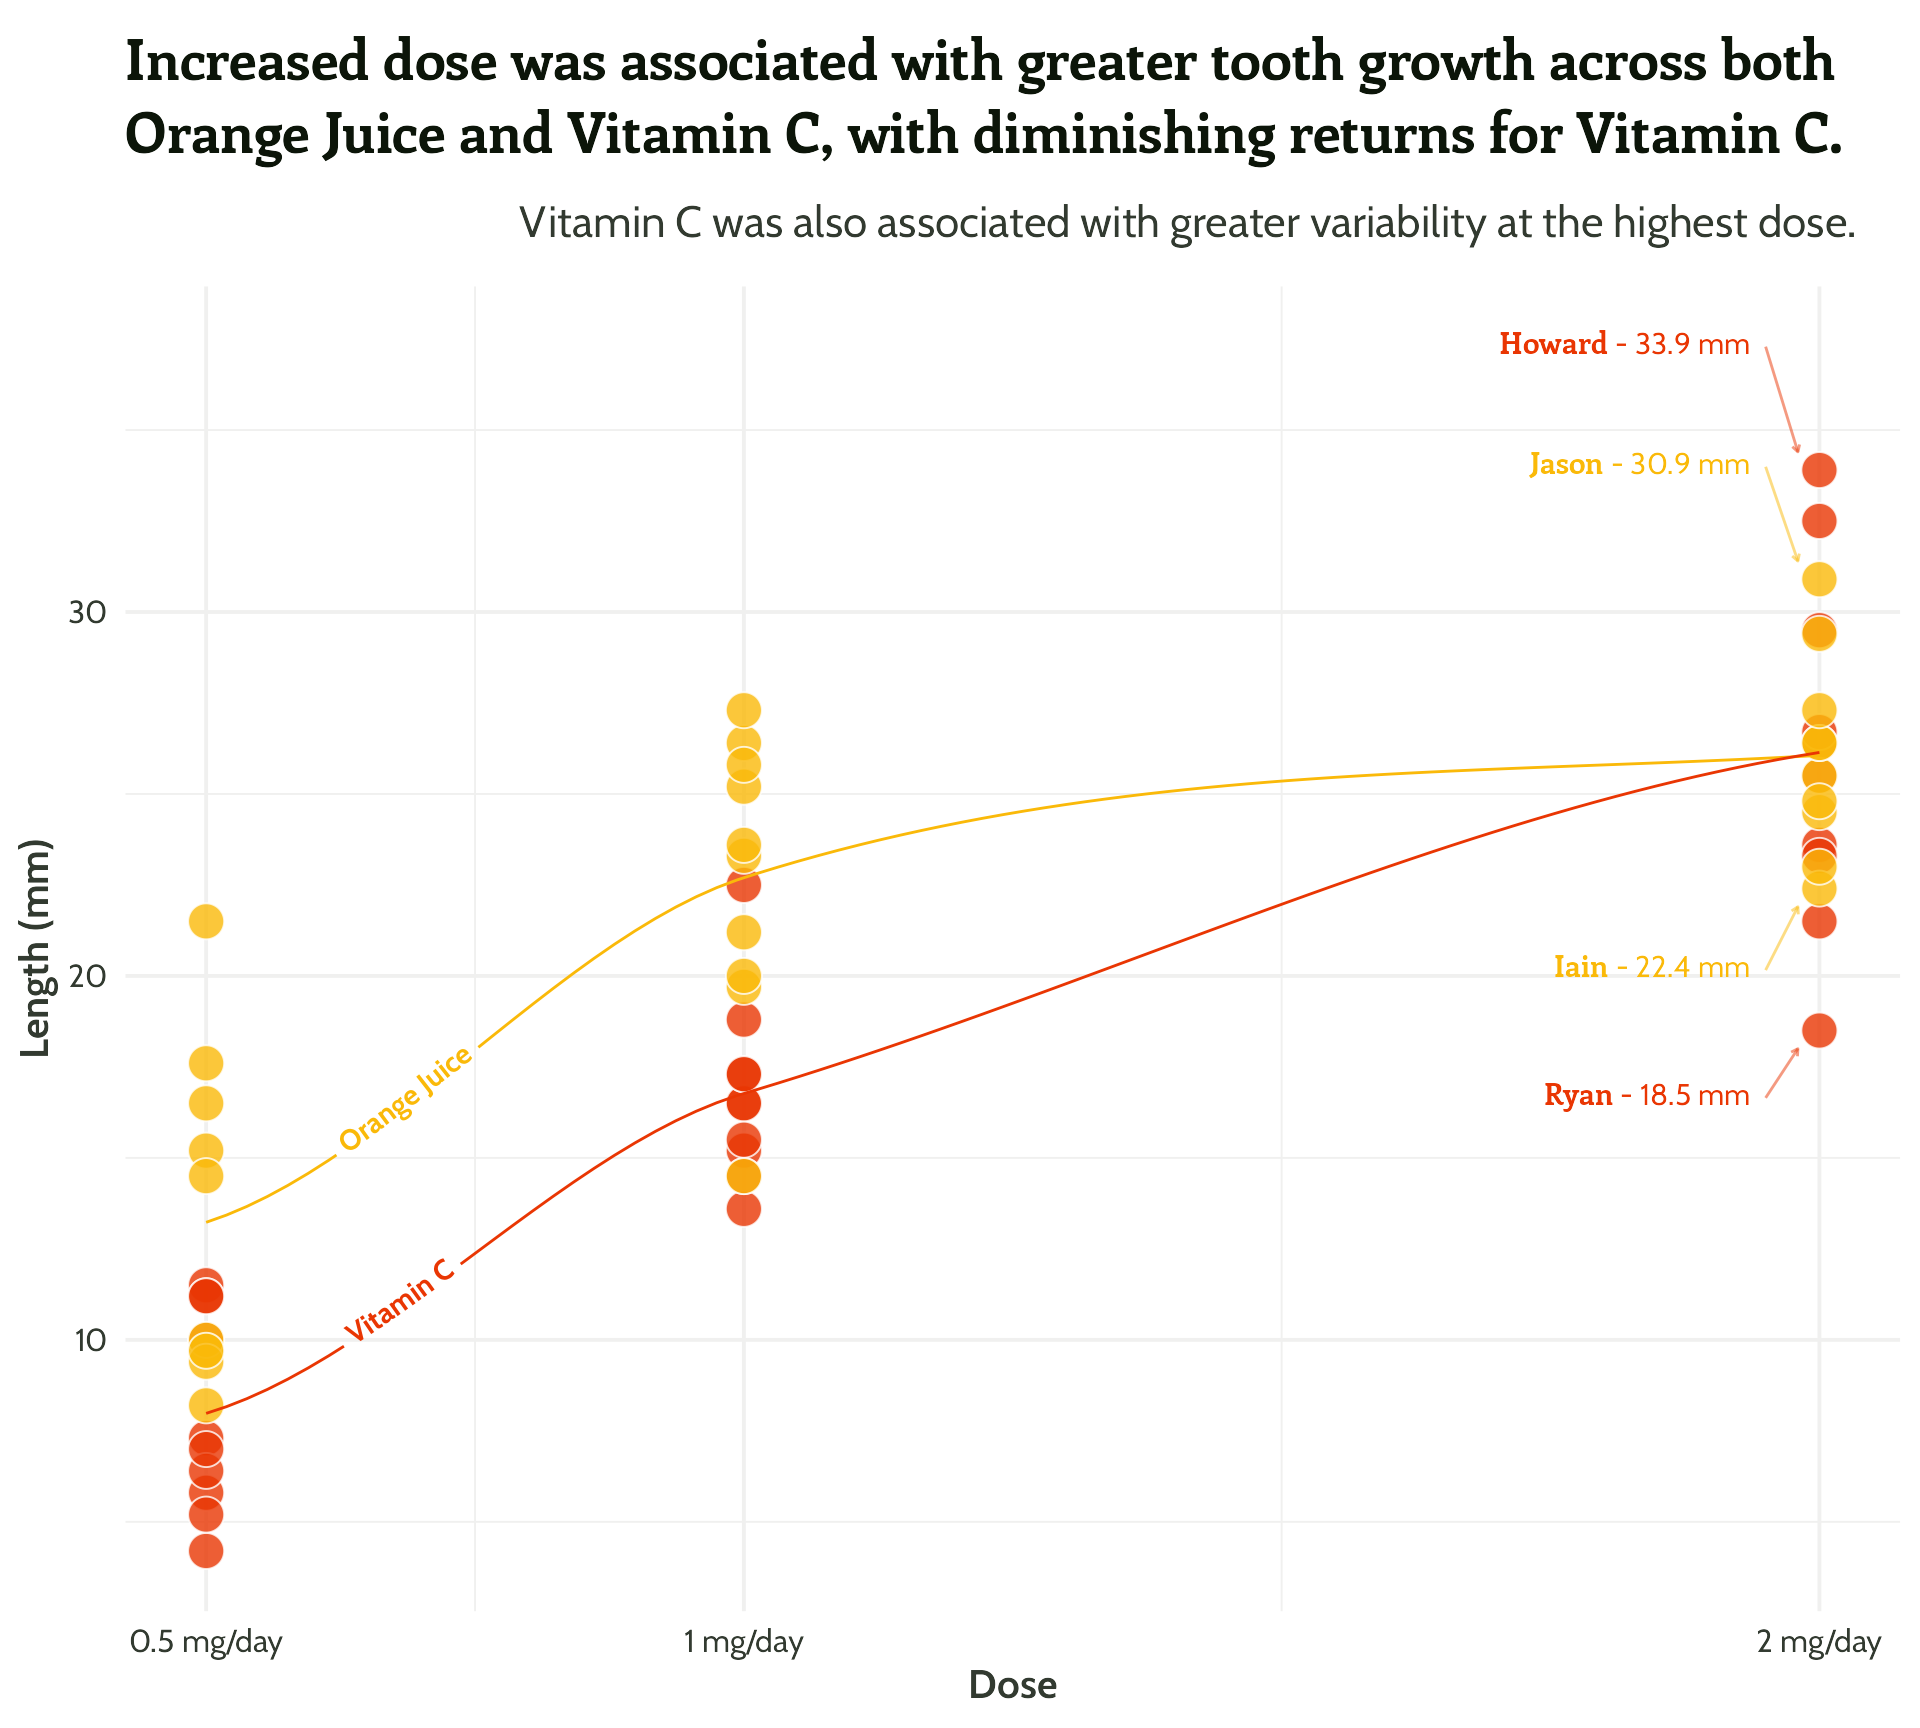 Increased dose was associated with greater tooth growth across both
Orange Juice and Vitamin C, with diminishing returns for Vitamin C.
Vitamin C was also associated with greater variability at the highest dose.
Howard - 33.9 mm
Jason - 30.9 mm
30
Length (mm)
20
Iain - 22.4 mm
Orange Juice
Ryan - 18.5 mm
Vitamin C
10
0.5 mg/day
1 mg/day
2 mg/day
Dose